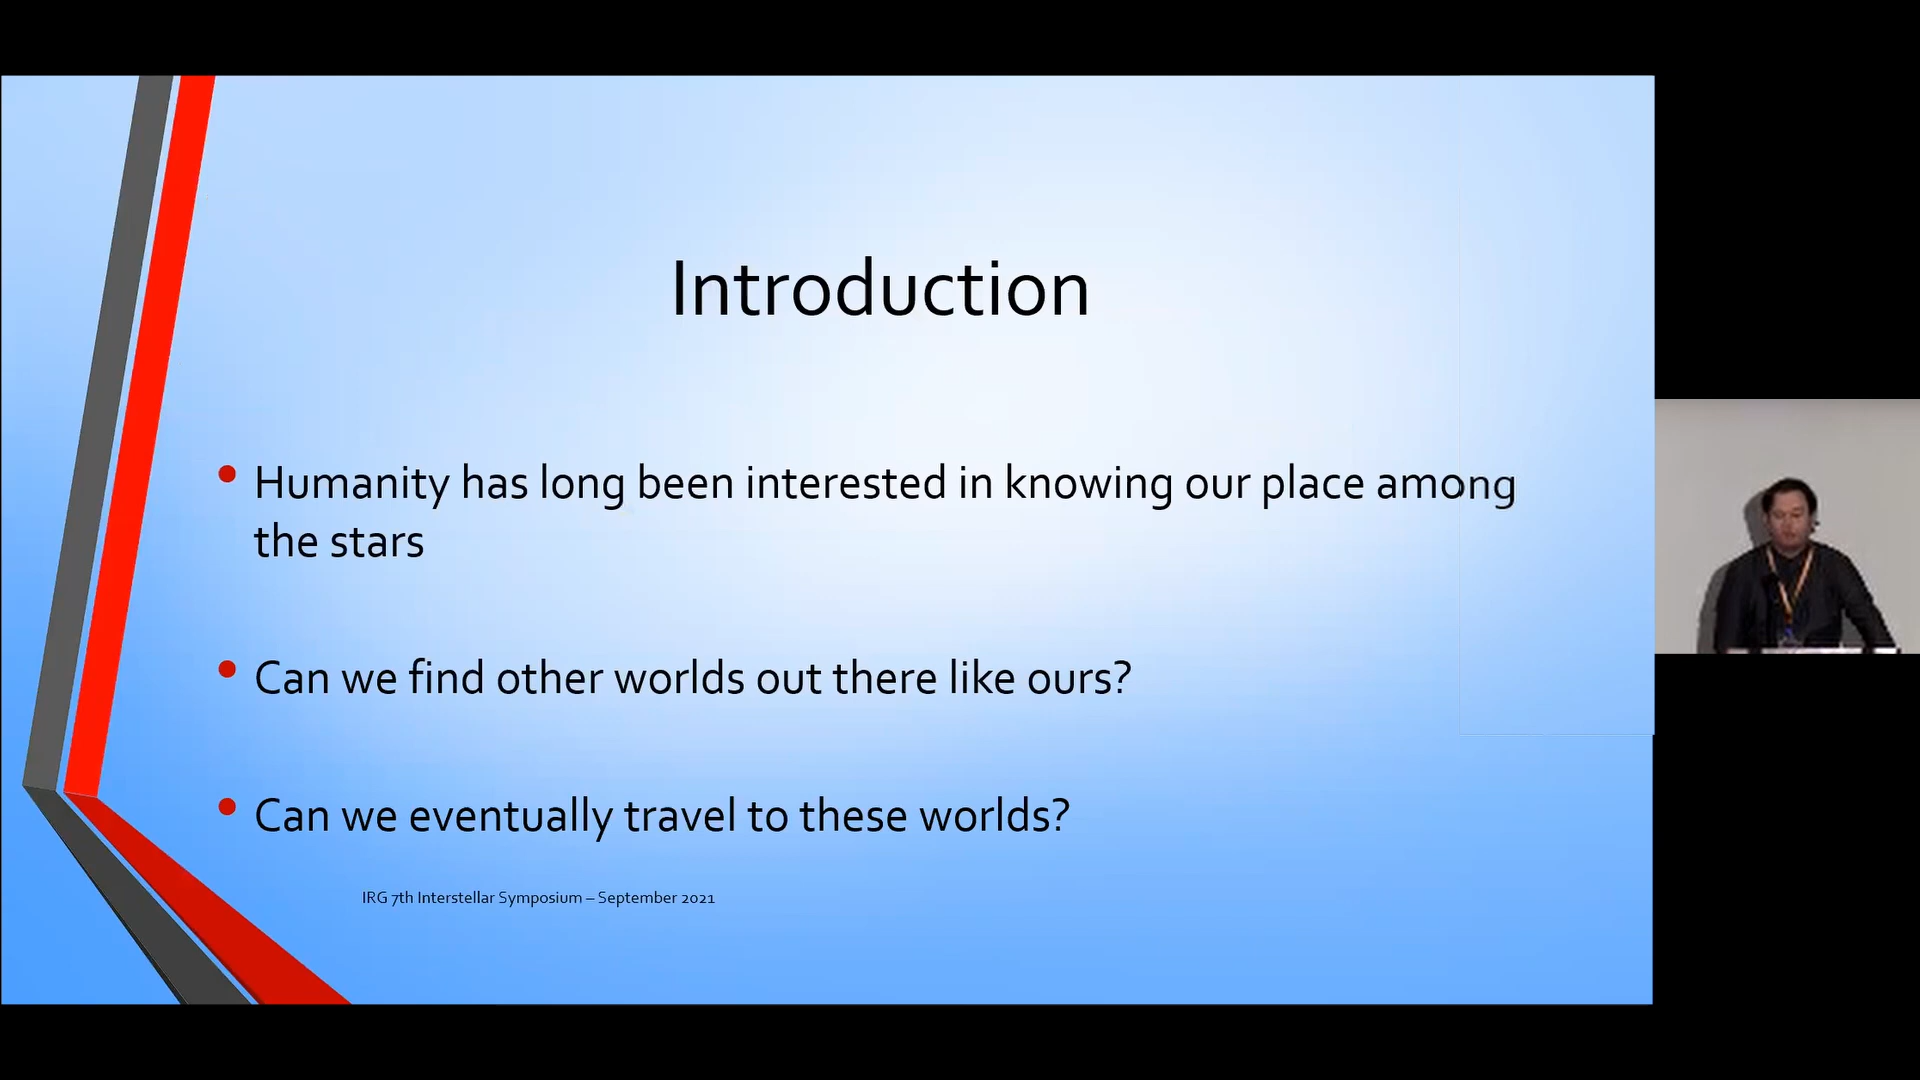 Introduction
• Humanity has long been interested in knowing our place among
the stars
• Can we find other worlds out there like ours?
• Can we eventually travel to these worlds?
IRG 7th Interstellar Symposium – September 2021